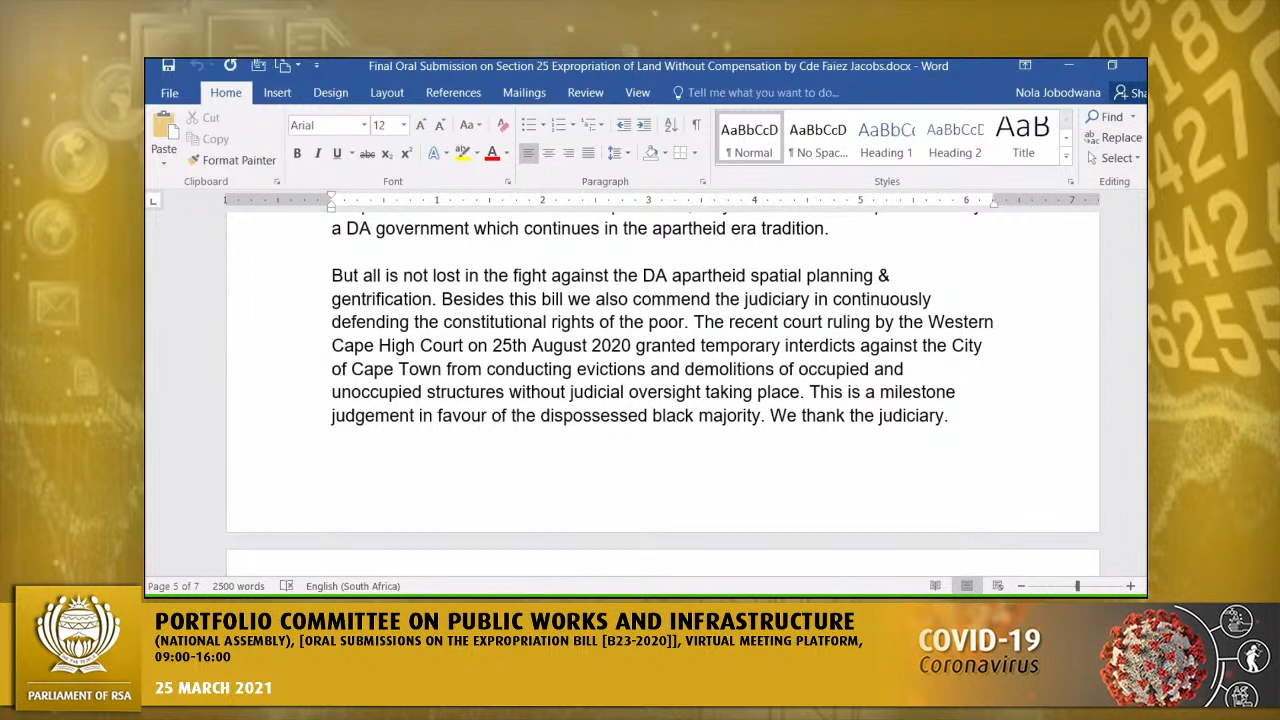 Final Oral Submission on Section 25 Expropriation of Land Without Compensation by Cde Faiez Jacobs.docx - Word
File Home Insert Design Layout References Mailings Review View Tell me what you want to do... Nola Jobodwana Sha
Paste
Cut
Copy
Format Painter
Clipboard
Arial 12
Font
Paragraph
AaBbCcD AaBbCcD AaBbCc AaBbCcD AaB
¶ Normal ¶ No Spac... Heading 1 Heading 2 Title
Styles
Find
Replace
Select
Editing
1 1 2 3 4 5 6 7
a DA government which continues in the apartheid era tradition.
But all is not lost in the fight against the DA apartheid spatial planning &
gentrification. Besides this bill we also commend the judiciary in continuously
defending the constitutional rights of the poor. The recent court ruling by the Western
Cape High Court on 25th August 2020 granted temporary interdicts against the City
of Cape Town from conducting evictions and demolitions of occupied and
unoccupied structures without judicial oversight taking place. This is a milestone
judgement in favour of the dispossessed black majority. We thank the judiciary.
Page 5 of 7 2500 words English (South Africa)
PARLIAMENT OF RSA
PORTFOLIO COMMITTEE ON PUBLIC WORKS AND INFRASTRUCTURE
(NATIONAL ASSEMBLY), [ORAL SUBMISSIONS ON THE EXPROPRIATION BILL [B23-2020]], VIRTUAL MEETING PLATFORM,
09:00-16:00
25 MARCH 2021
COVID-19
Coronavirus